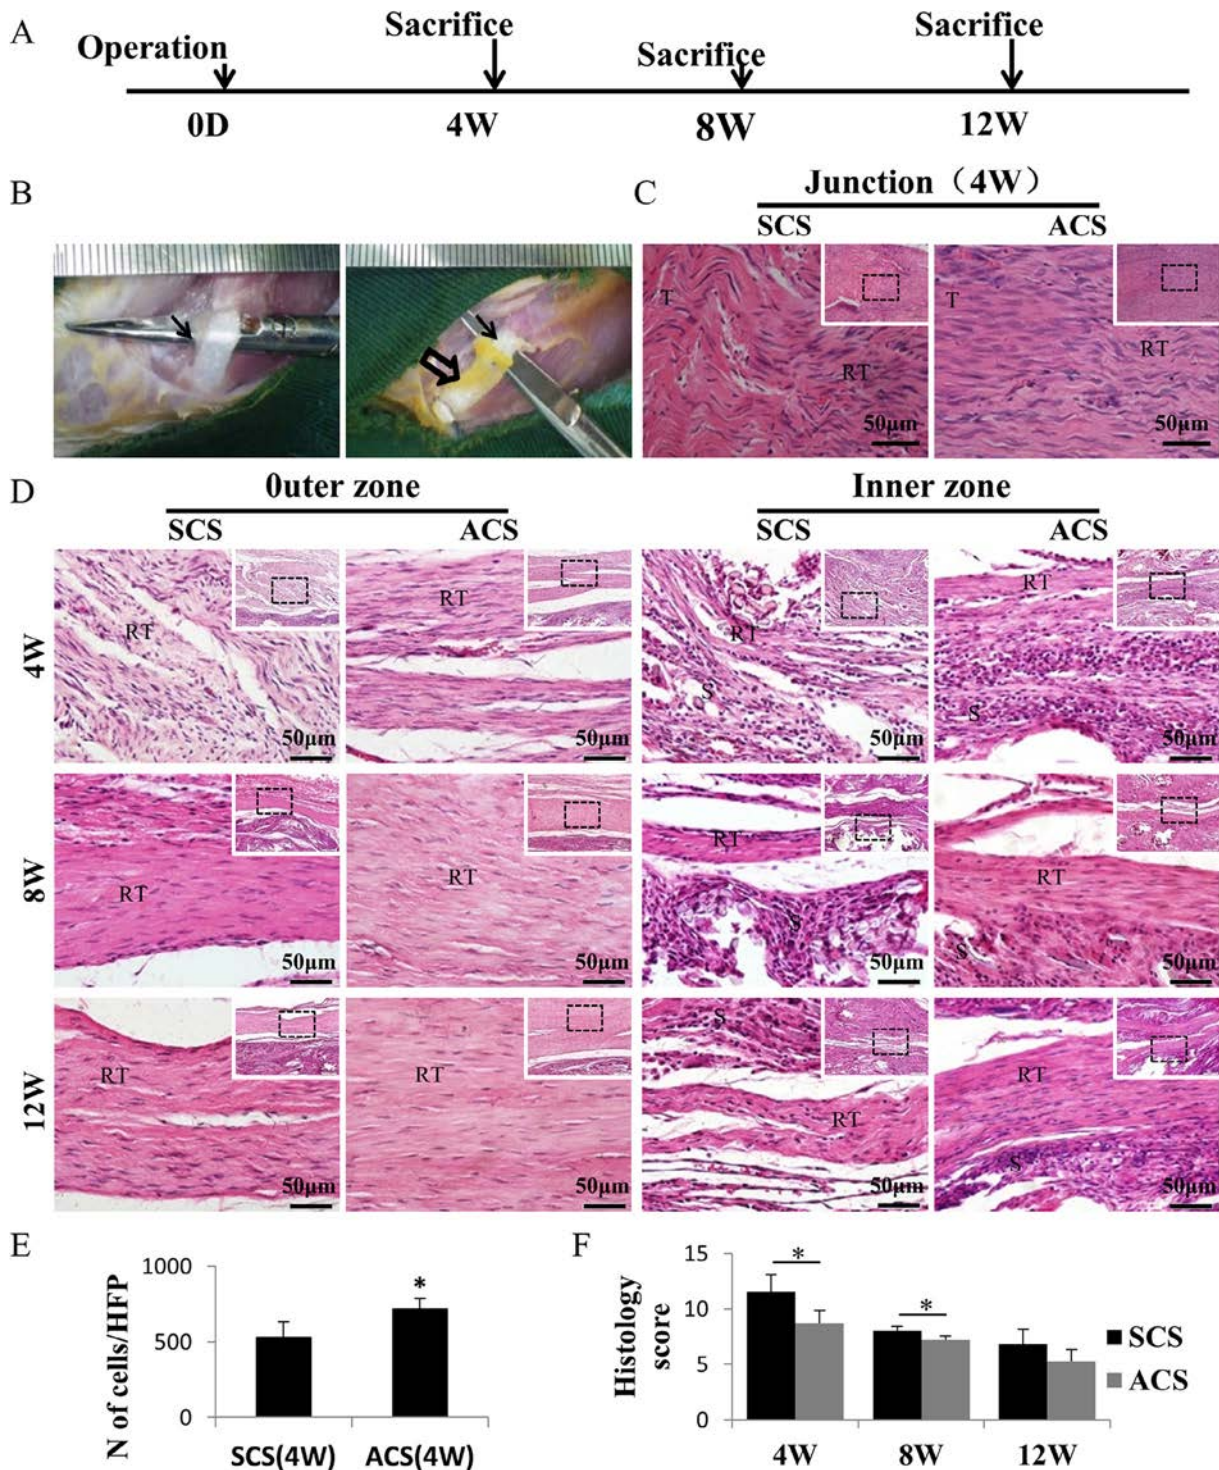 A
Operation
Sacrifice
Sacrifice
Sacrifice
0D
4W
8W
12W
B
C
Junction（4W）
SCS
ACS
T
RT
50μm
T
RT
50μm
D
0uter zone
Inner zone
SCS
ACS
SCS
ACS
4W
RT
50μm
RT
50μm
RT
S
50μm
RT
S
50μm
8W
RT
50μm
RT
50μm
RT
S
50μm
RT
S
50μm
12W
RT
50μm
RT
50μm
S
RT
50μm
RT
S
50μm
E
N of cells/HFP
1000
500
0
*
SCS(4W)
ACS(4W)
F
Histology
score
15
10
5
0
*
*
4W
8W
12W
SCS
ACS